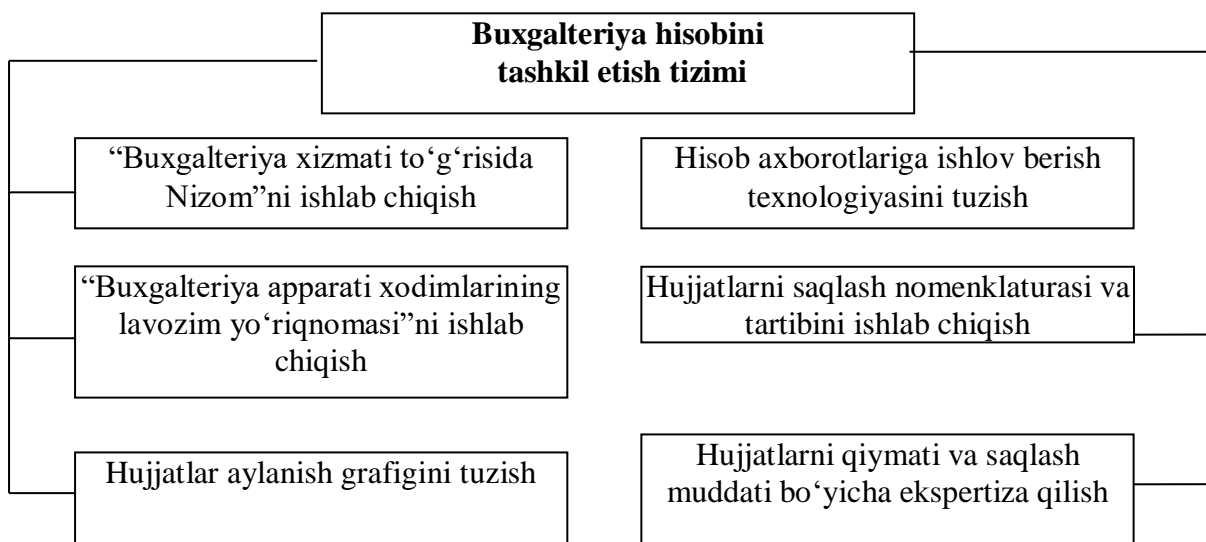 Buxgalteriya hisobini
tashkil etish tizimi
“Buxgalteriya xizmati to‘g‘risida
Nizom”ni ishlab chiqish
“Buxgalteriya apparati xodimlarining
lavozim yo‘riqnomasi”ni ishlab
chiqish
Hujjatlar aylanish grafigini tuzish
Hisob axborotlariga ishlov berish
texnologiyasini tuzish
Hujjatlarni saqlash nomenklaturasi va
tartibini ishlab chiqish
Hujjatlarni qiymati va saqlash
muddati bo‘yicha ekspertiza qilish